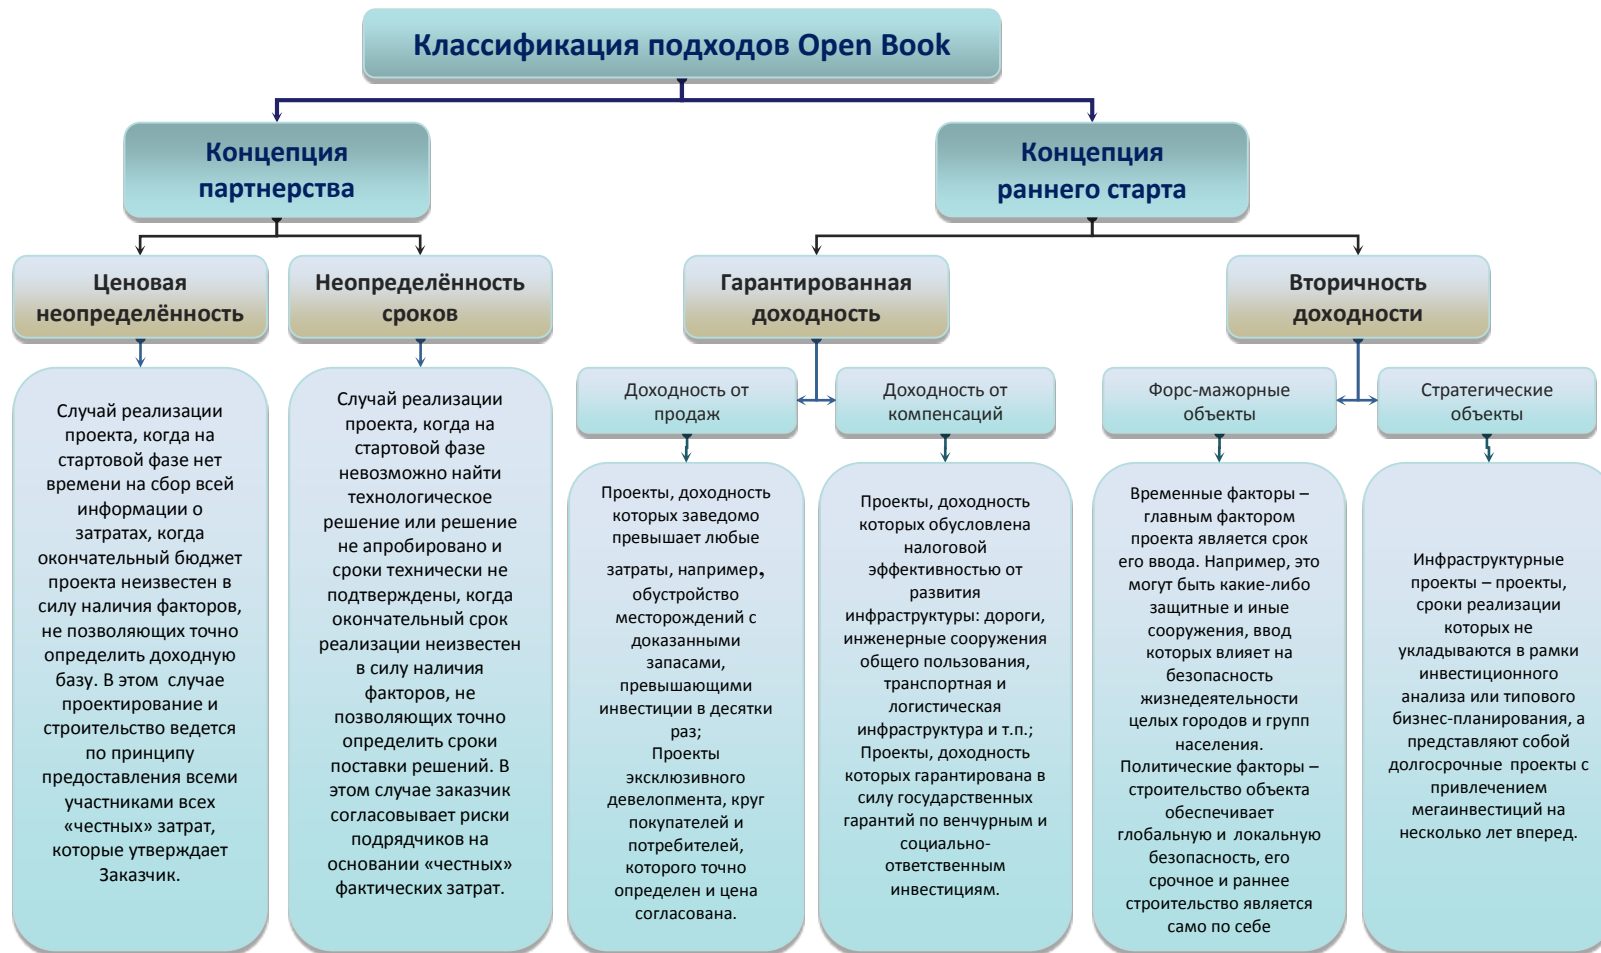 Классификация подходов Open Book
Концепция
партнерства
Концепция
раннего старта
Ценовая
неопределённость
Неопределённость
сроков
Гарантированная
доходность
Вторичность
доходности
Доходность от
продаж
Доходность от
компенсаций
Форс-мажорные
объекты
Стратегические
объекты
Случай реализации
проекта, когда на
стартовой фазе нет
времени на сбор всей
информации о
затратах, когда
окончательный бюджет
проекта неизвестен в
силу наличия факторов,
не позволяющих точно
определить доходную
базу. В этом случае
проектирование и
строительство ведется
по принципу
предоставления всеми
участниками всех
«честных» затрат,
которые утверждает
Заказчик.
Случай реализации
проекта, когда на
стартовой фазе
невозможно найти
технологическое
решение или решение
не апробировано и
сроки технически не
подтверждены, когда
окончательный срок
реализации неизвестен
в силу наличия
факторов, не
позволяющих точно
определить сроки
поставки решений. В
этом случае заказчик
согласовывает риски
подрядчиков на
основании «честных»
фактических затрат.
Проекты, доходность
которых заведомо
превышает любые
затраты, например,
обустройство
месторождений с
доказанными
запасами,
превышающими
инвестиции в десятки
раз;
Проекты
эксклюзивного
девелопмента, круг
покупателей и
потребителей,
которого точно
определен и цена
согласована.
Проекты, доходность
которых обусловлена
налоговой
эффективностью от
развития
инфраструктуры: дороги,
инженерные сооружения
общего пользования,
транспортная и
логистическая
инфраструктура и т.п.;
Проекты, доходность
которых гарантирована в
силу государственных
гарантий по венчурным и
социально-
ответственным
инвестициям.
Временные факторы –
главным фактором
проекта является срок
его ввода. Например, это
могут быть какие-либо
защитные и иные
сооружения, ввод
которых влияет на
безопасность
жизнедеятельности
целых городов и групп
населения.
Политические факторы –
строительство объекта
обеспечивает
глобальную и локальную
безопасность, его
срочное и раннее
строительство является
само по себе
Инфраструктурные
проекты – проекты,
сроки реализации
которых не
укладываются в рамки
инвестиционного
анализа или типового
бизнес-планирования, а
представляют собой
долгосрочные проекты с
привлечением
мегаинвестиций на
несколько лет вперед.